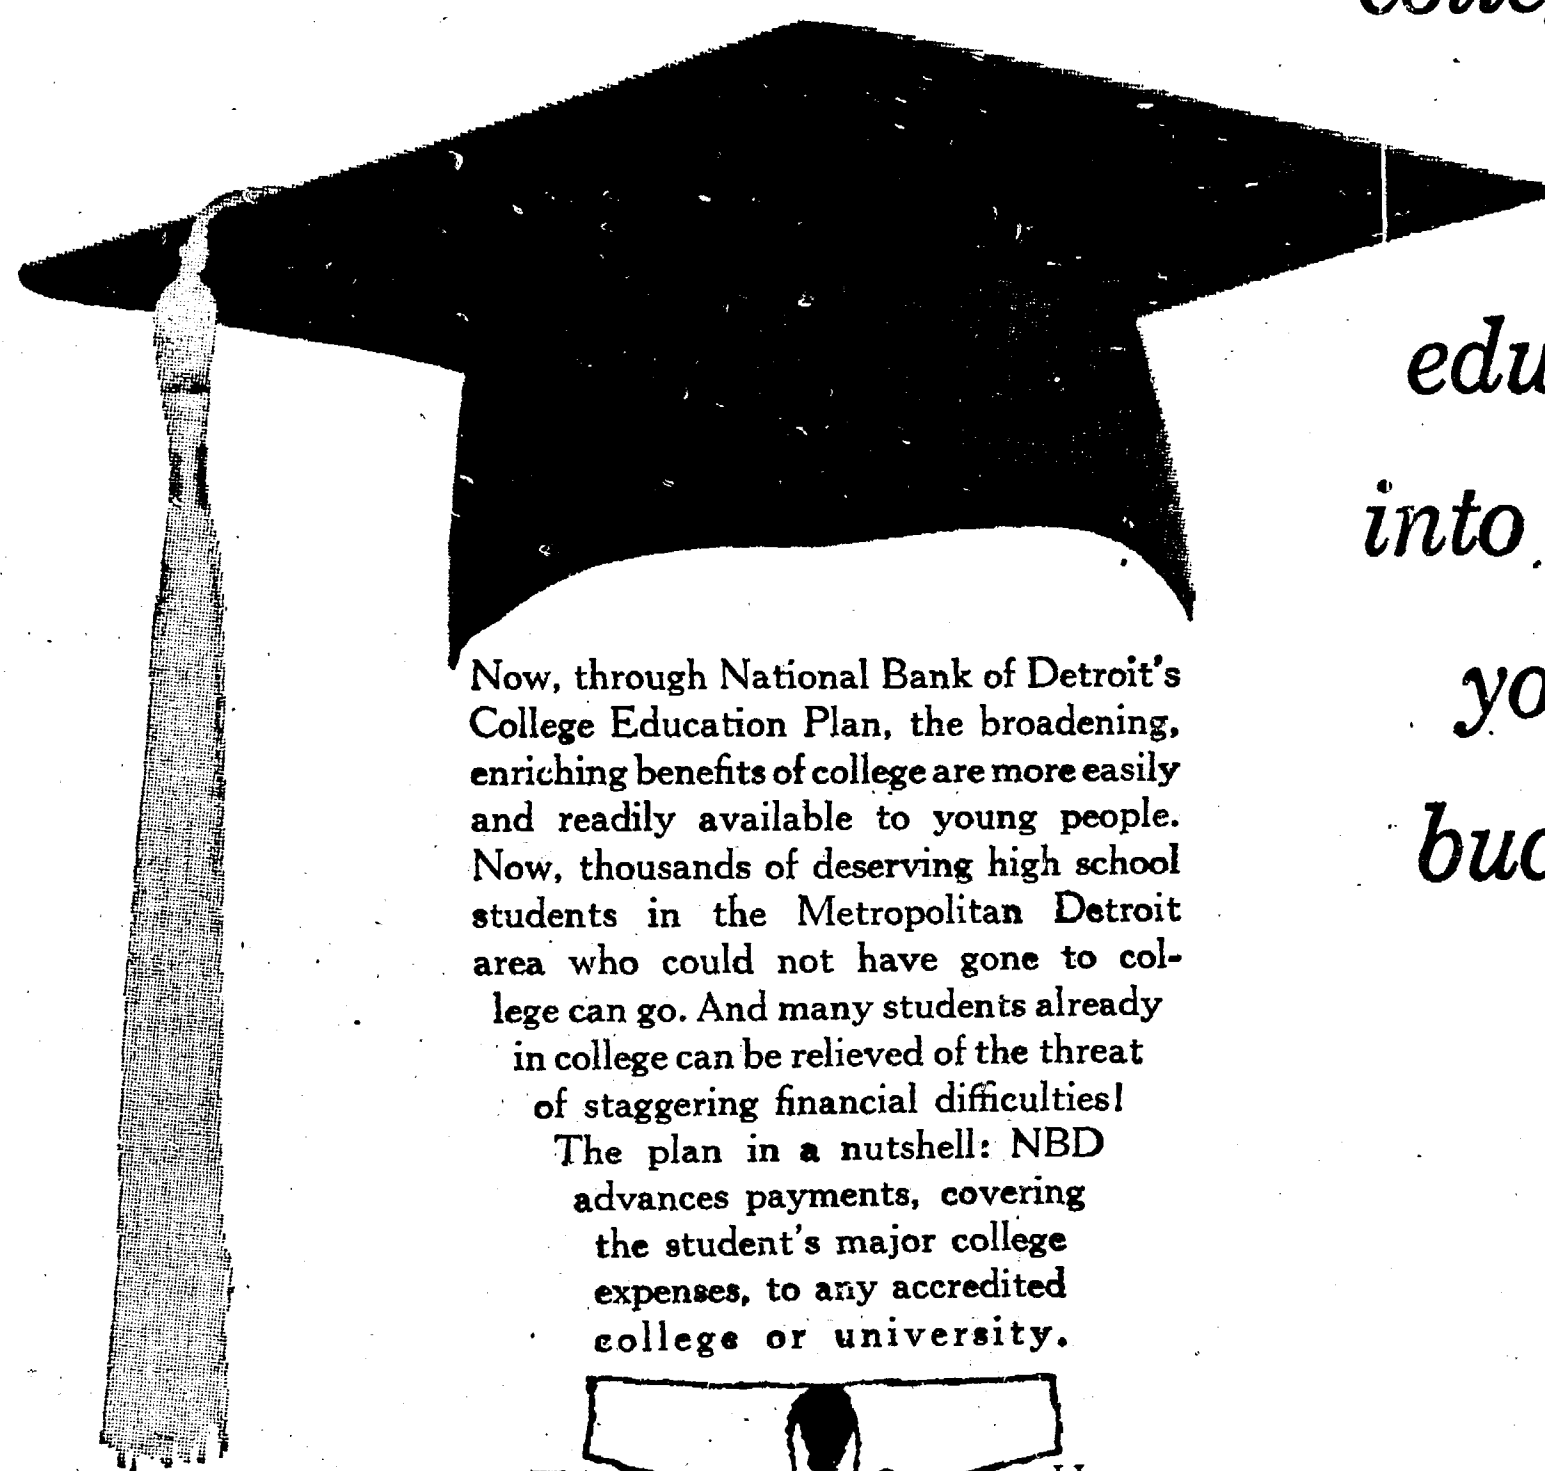 edu
into
yo
Now, through National Bank of Detroit's
College Education Plan, the broadening,
enriching benefits of college are more easily
and readily available to young people.
Now, thousands of deserving high school
students in the Metropolitan Detroit
area who could not have gone to col-
lege can go. And many students already
in college can be relieved of the threat
of staggering financial difficulties!
The plan in a nutshell: NBD
advances payments, covering
the student's major college
expenses, to any accredited
college or university.